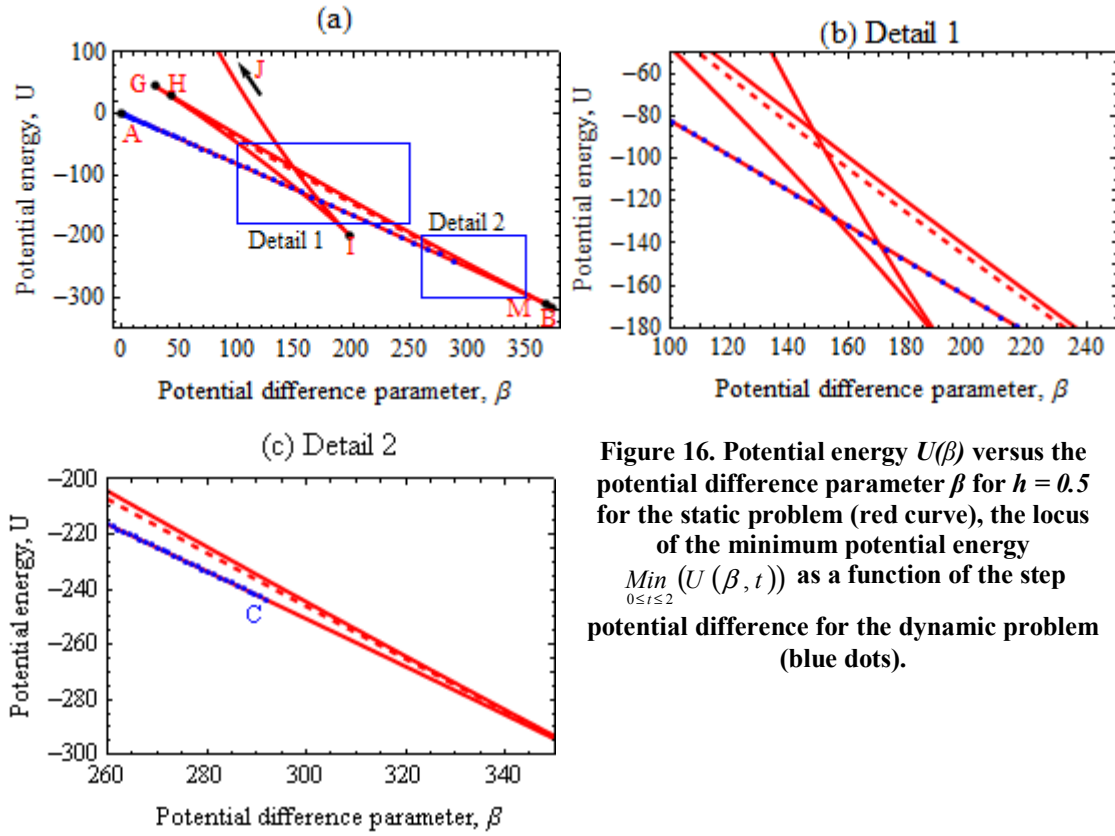 (a)
Potential energy, U
100
0
−100
−200
−300
G H J
A
Detail 1
I
Detail 2
M
B
0 50 100 150 200 250 300 350
Potential difference parameter, β
(b) Detail 1
Potential energy, U
−60
−80
−100
−120
−140
−160
−180
100 120 140 160 180 200 220 240
Potential difference parameter, β
(c) Detail 2
Potential energy, U
−200
−220
−240
−260
−280
−300
C
260 280 300 320 340
Potential difference parameter, β
Figure 16. Potential energy U(β) versus the
potential difference parameter β for h = 0.5
for the static problem (red curve), the locus
of the minimum potential energy
Min 0≤t≤2 (U (β, t)) as a function of the step
potential difference for the dynamic problem
(blue dots).